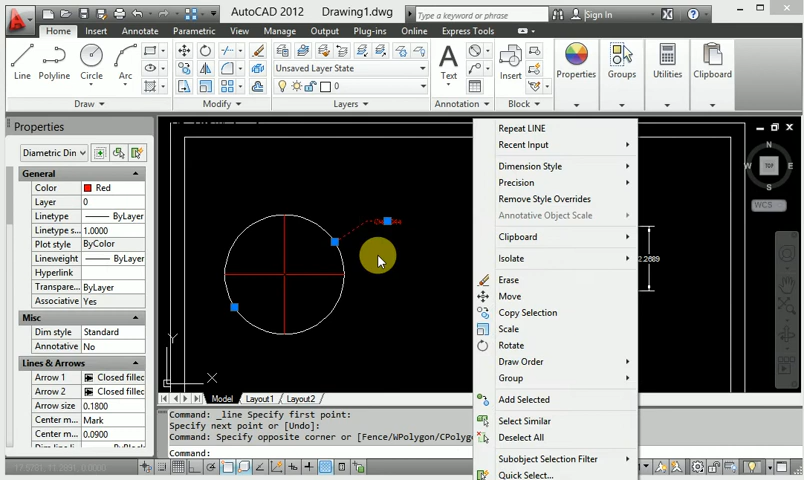 AutoCAD 2012 Drawing1.dwg
Type a keyword or phrase
Sign In
Home Insert Annotate Parametric View Manage Output Plug-ins Online Express Tools
Line Polyline Circle Arc
Draw
Modify
Unsaved Layer State
0
Layers
Text
Annotation
Insert
Block
Properties
Groups
Utilities
Clipboard
Properties
Diametric Din
General
Color Red
Layer 0
Linetype ByLayer
Linetype s... 1.0000
Plot style ByColor
Lineweight ByLayer
Hyperlink
Transpare... ByLayer
Associative Yes
Misc
Dim style Standard
Annotative No
Lines & Arrows
Arrow 1 Closed filled
Arrow 2 Closed filled
Arrow size 0.1800
Center m... Mark
Center m... 0.0900
Repeat LINE
Recent Input
Dimension Style
Precision
Remove Style Overrides
Annotative Object Scale
Clipboard
Isolate
Erase
Move
Copy Selection
Scale
Rotate
Draw Order
Group
Add Selected
Select Similar
Deselect All
Subobject Selection Filter
Quick Select...
N
W
TOP
E
S
WCS
2.2689
Y
X
Model Layout1 Layout2
Command: _line Specify first point:
Specify next point or [Undo]:
Command: Specify opposite corner or [Fence/WPolygon/CPolyg
Command: